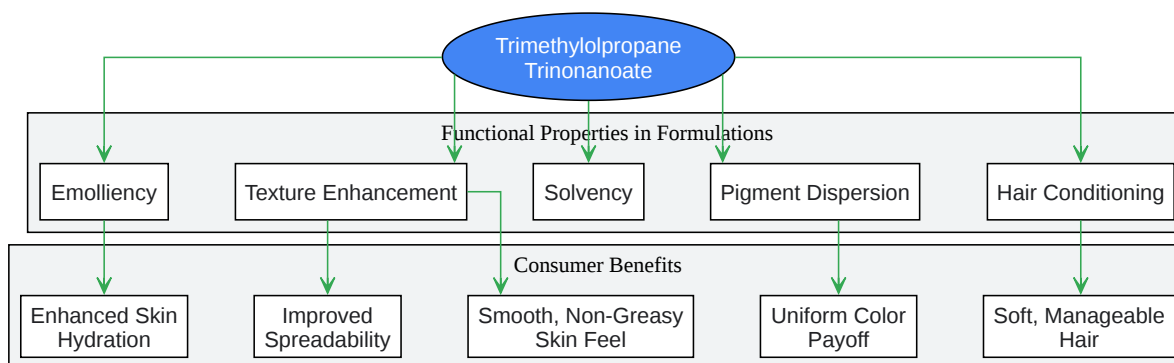 Trimethylolpropane
Trinonanoate
Functional Properties in Formulations
Emolliency
Texture Enhancement
Solvency
Pigment Dispersion
Hair Conditioning
Consumer Benefits
Enhanced Skin
Hydration
Improved
Spreadability
Smooth, Non-Greasy
Skin Feel
Uniform Color
Payoff
Soft, Manageable
Hair